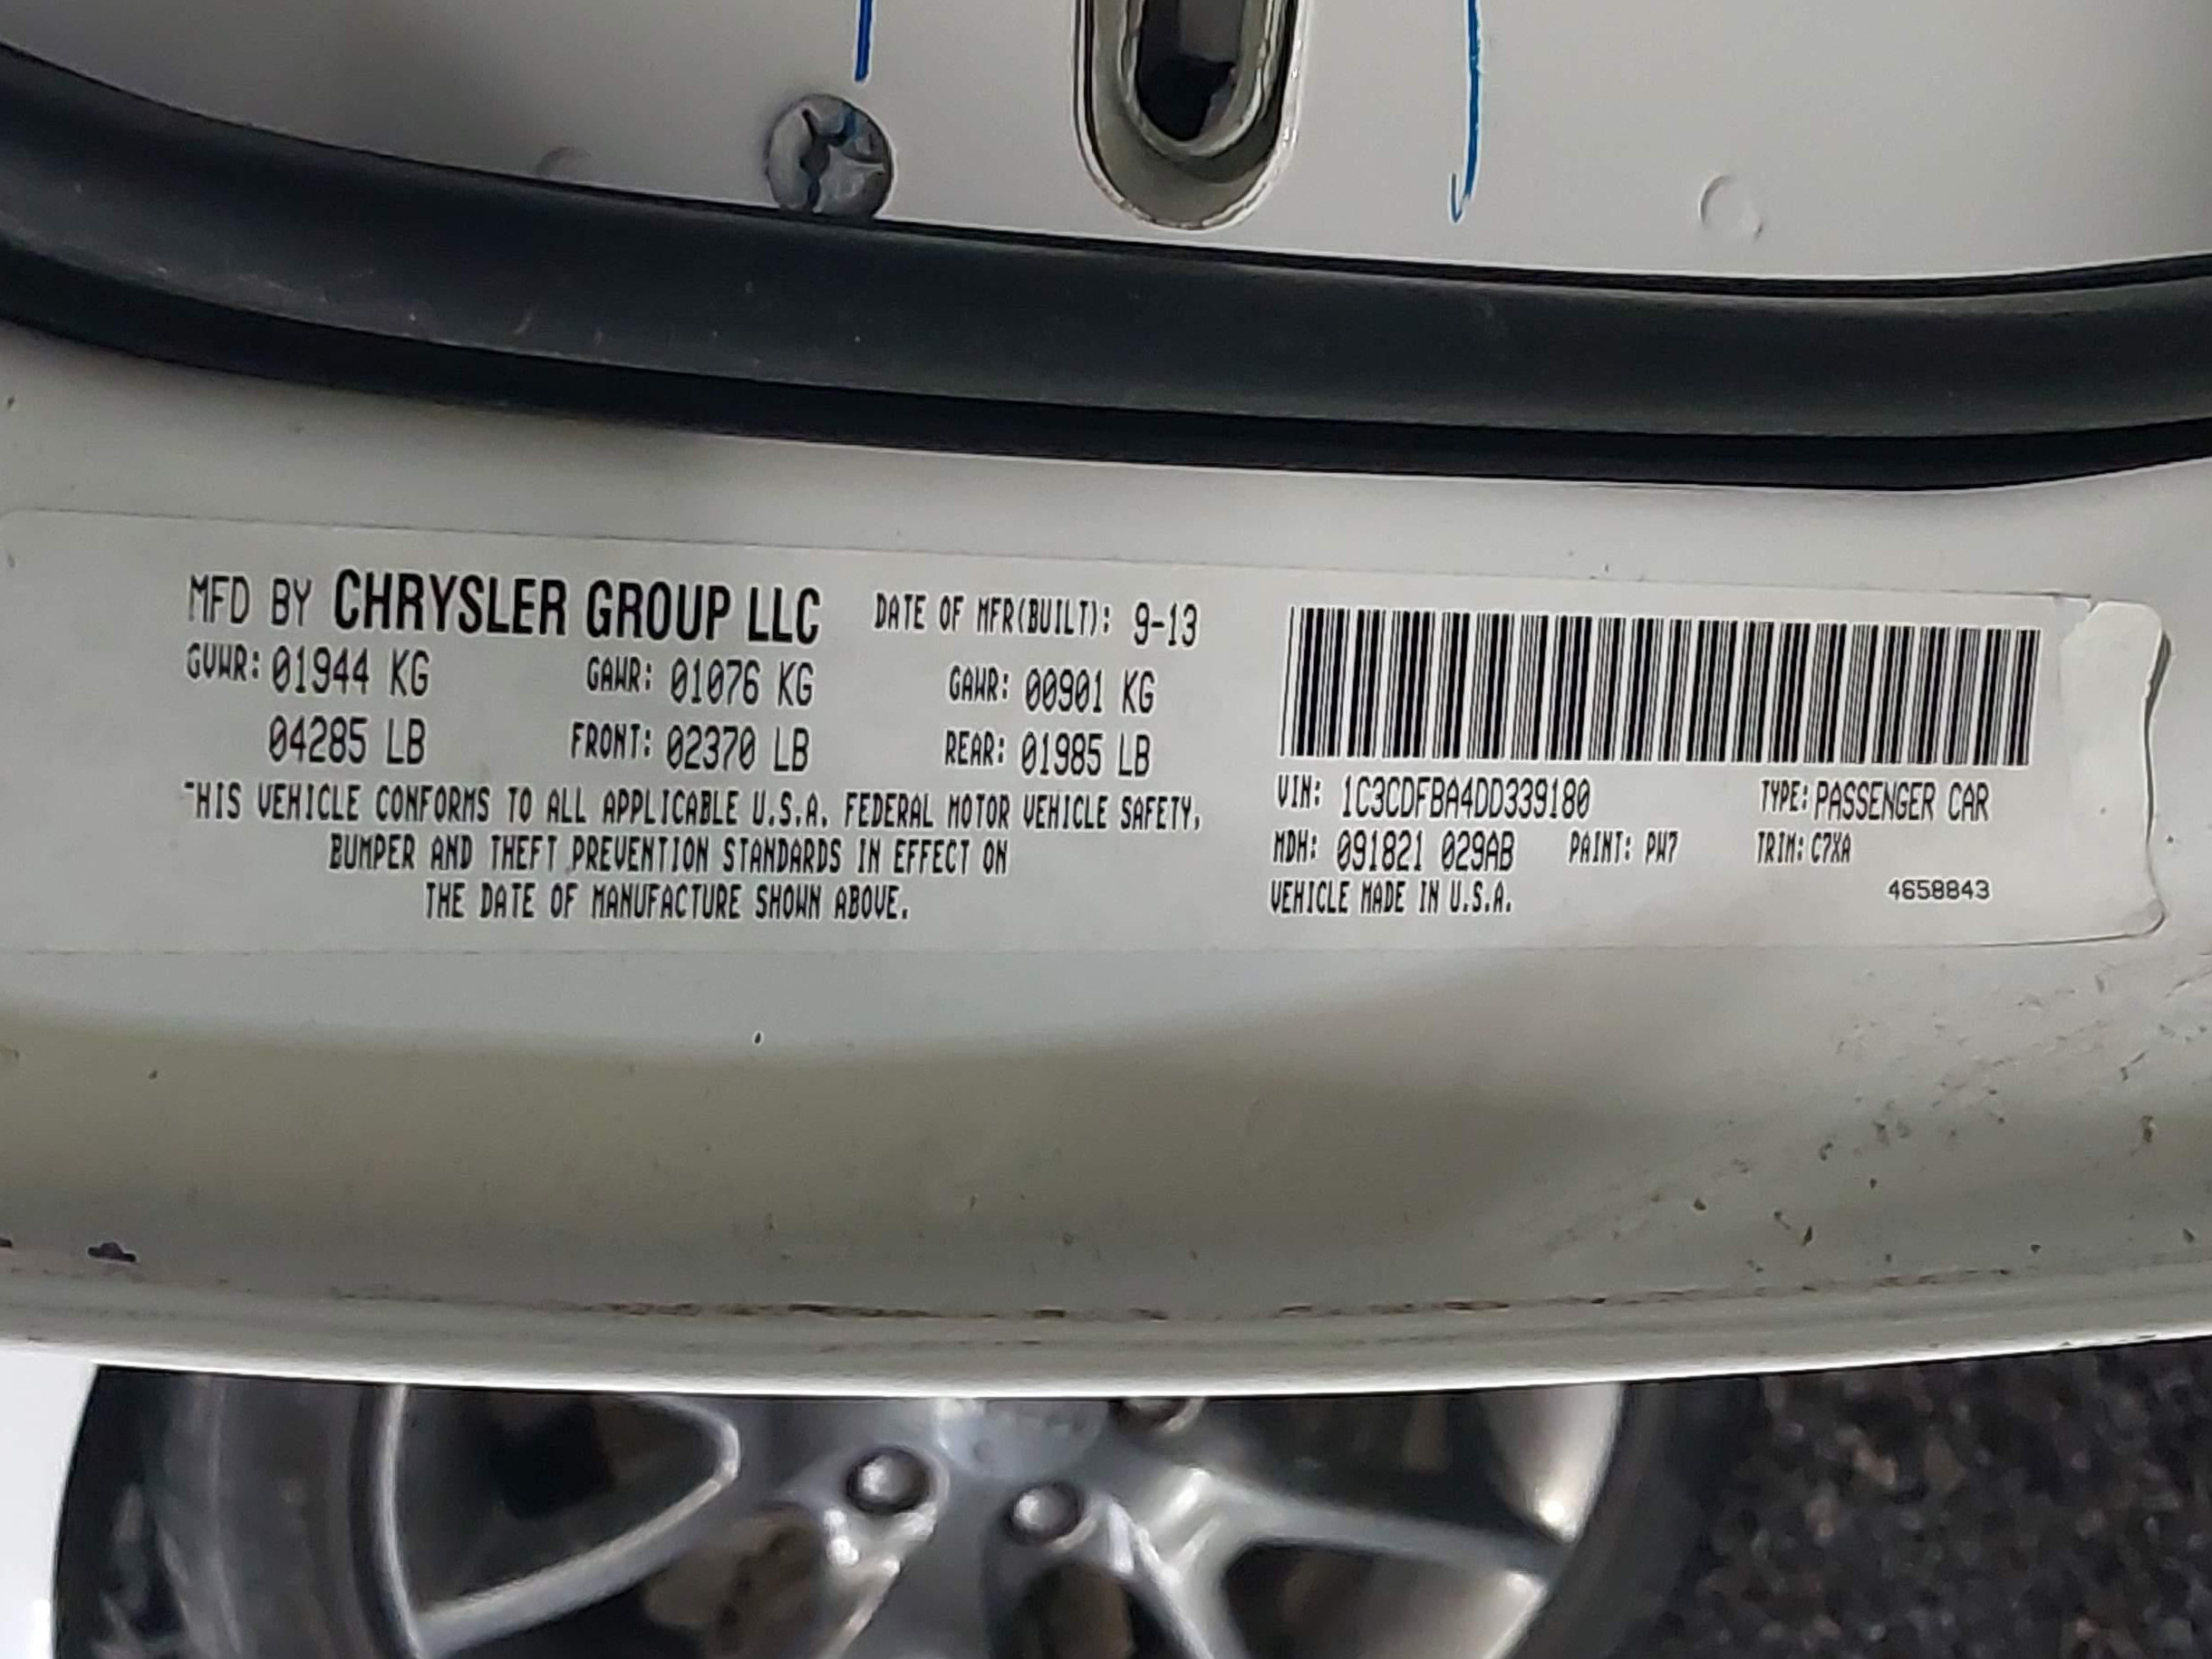 MFD BY CHRYSLER GROUP LLC DATE OF MFR(BUILT): 9-13
GVWR: 01944 KG GAWR: 01076 KG GAWR: 00901 KG
04285 LB FRONT: 02370 LB REAR: 01985 LB
THIS VEHICLE CONFORMS TO ALL APPLICABLE U.S.A. FEDERAL MOTOR VEHICLE SAFETY,
BUMPER AND THEFT PREVENTION STANDARDS IN EFFECT ON
THE DATE OF MANUFACTURE SHOWN ABOVE.
VIN: 1C3CDFBA4DD339180 TYPE: PASSENGER CAR
MDH: 091821 029AB PAINT: PW7 TRIM: C7XA
VEHICLE MADE IN U.S.A. 4658843